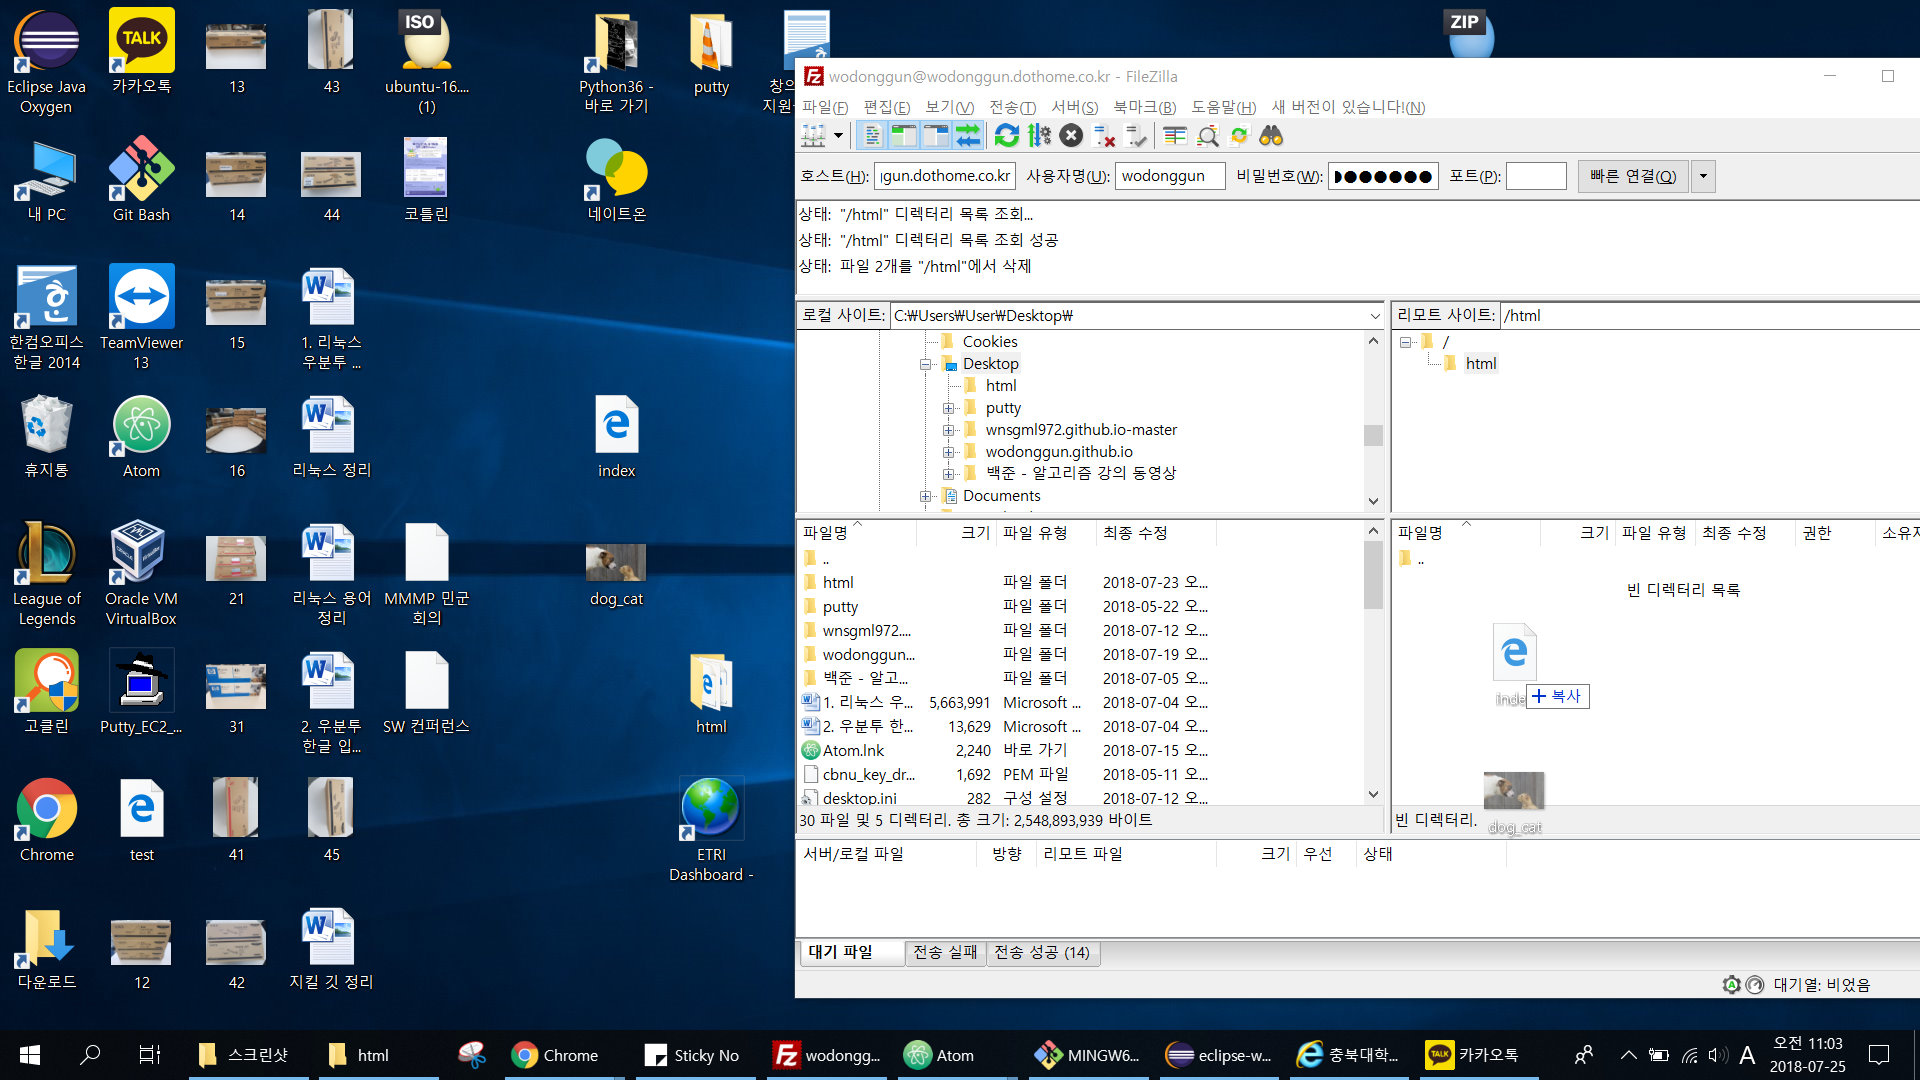 Eclipse Java
Oxygen
TALK
카카오톡
13
43
ISO
ubuntu-16....
(1)
Python36 -
바로 가기
putty
ZIP
내 PC
Git Bash
14
44
코틀린
네이트온
한컴오피스
한글 2014
TeamViewer
13
15
1. 리눅스
우분투 ...
휴지통
Atom
16
리눅스 정리
index
League of
Legends
Oracle VM
VirtualBox
21
리눅스 용어
정리
MMMP 민군
회의
dog_cat
고클린
Putty_EC2_...
31
2. 우분투
한글 입...
SW 컨퍼런스
html
Chrome
test
41
45
ETRI
Dashboard -
다운로드
12
42
지킬 깃 정리
wodonggun@wodonggun.dothome.co.kr - FileZilla
파일(F) 편집(E) 보기(V) 전송(T) 서버(S) 북마크(B) 도움말(H) 새 버전이 있습니다!(N)
호스트(H): gun.dothome.co.kr 사용자명(U): wodonggun 비밀번호(W): ●●●●●●● 포트(P): 빠른 연결(Q)
상태: "/html" 디렉터리 목록 조회...
상태: "/html" 디렉터리 목록 조회 성공
상태: 파일 2개를 "/html"에서 삭제
로컬 사이트: C:₩Users₩User₩Desktop₩
Cookies
Desktop
html
putty
wnsgml972.github.io-master
wodonggun.github.io
백준 - 알고리즘 강의 동영상
Documents
리모트 사이트: /html
/
html
파일명 크기 파일 유형 최종 수정
..
html 파일 폴더 2018-07-23 오...
putty 파일 폴더 2018-05-22 오...
wnsgml972.... 파일 폴더 2018-07-12 오...
wodonggun... 파일 폴더 2018-07-19 오...
백준 - 알고... 파일 폴더 2018-07-05 오...
1. 리눅스 우... 5,663,991 Microsoft ... 2018-07-04 오...
2. 우분투 한... 13,629 Microsoft ... 2018-07-04 오...
Atom.lnk 2,240 바로 가기 2018-07-15 오...
cbnu_key_dr... 1,692 PEM 파일 2018-05-11 오...
desktop.ini 282 구성 설정 2018-07-12 오...
30 파일 및 5 디렉터리. 총 크기: 2,548,893,939 바이트
파일명 크기 파일 유형 최종 수정 권한
..
빈 디렉터리 목록
복사
dog_cat
빈 디렉터리.
서버/로컬 파일 방향 리모트 파일 크기 우선 상태
대기 파일 전송 실패 전송 성공 (14)
대기열: 비었음
스크린샷
html
Chrome
Sticky No
wodongg...
Atom
MINGW6...
eclipse-w...
충북대학...
TALK
카카오톡
A
오전 11:03
2018-07-25